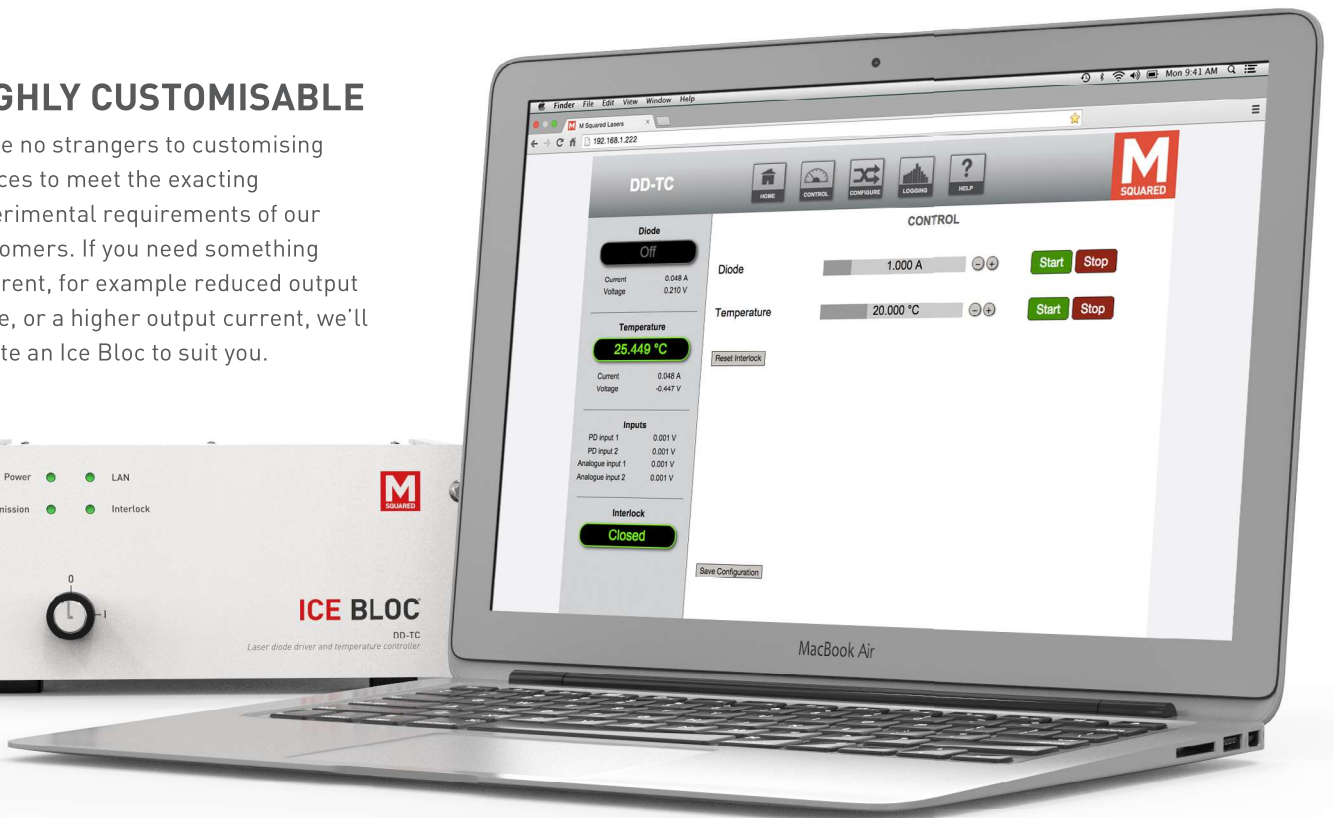 GHLY CUSTOMISABLE
e no strangers to customising
ces to meet the exacting
erimental requirements of our
omers. If you need something
rent, for example reduced output
e, or a higher output current, we'll
te an Ice Bloc to suit you.
Power
LAN
nission
Interlock
M
SQUARED
0
I
ICE BLOC
DD-TC
Laser diode driver and temperature controller
Finder File Edit View Window Help
Mon 9:41 AM
M Squared Lasers x
192.168.1.222
DD-TC
HOME
CONTROL
CONFIGURE
LOGGING
?
HELP
M
SQUARED
Diode
Off
Current 0.048 A
Voltage 0.210 V
Temperature
25.449 °C
Current 0.048 A
Voltage -0.447 V
Inputs
PD input 1 0.001 V
PD input 2 0.001 V
Analogue input 1 0.001 V
Analogue input 2 0.001 V
Interlock
Closed
CONTROL
Diode 1.000 A - + Start Stop
Temperature 20.000 °C - + Start Stop
Reset Interlock
Save Configuration
MacBook Air